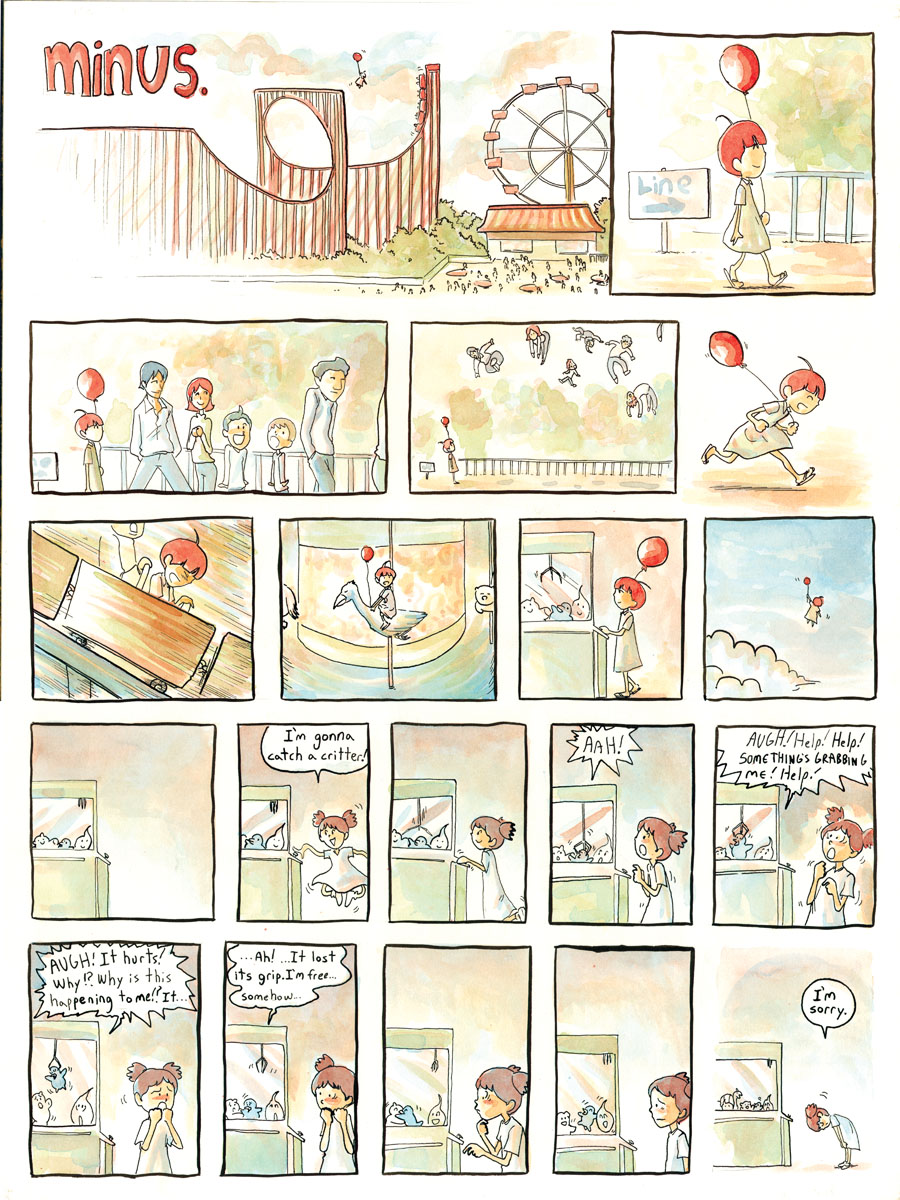 minus.
Line
I'm gonna
catch a critter!
AAH!
AUGH! Help! Help!
SOMETHING'S GRABBING
ME! Help!
AUGH! It hurts!
Why!? Why is this
happening to me!? It...
...Ah! ...It lost
its grip. I'm free...
somehow...
I'm
sorry.